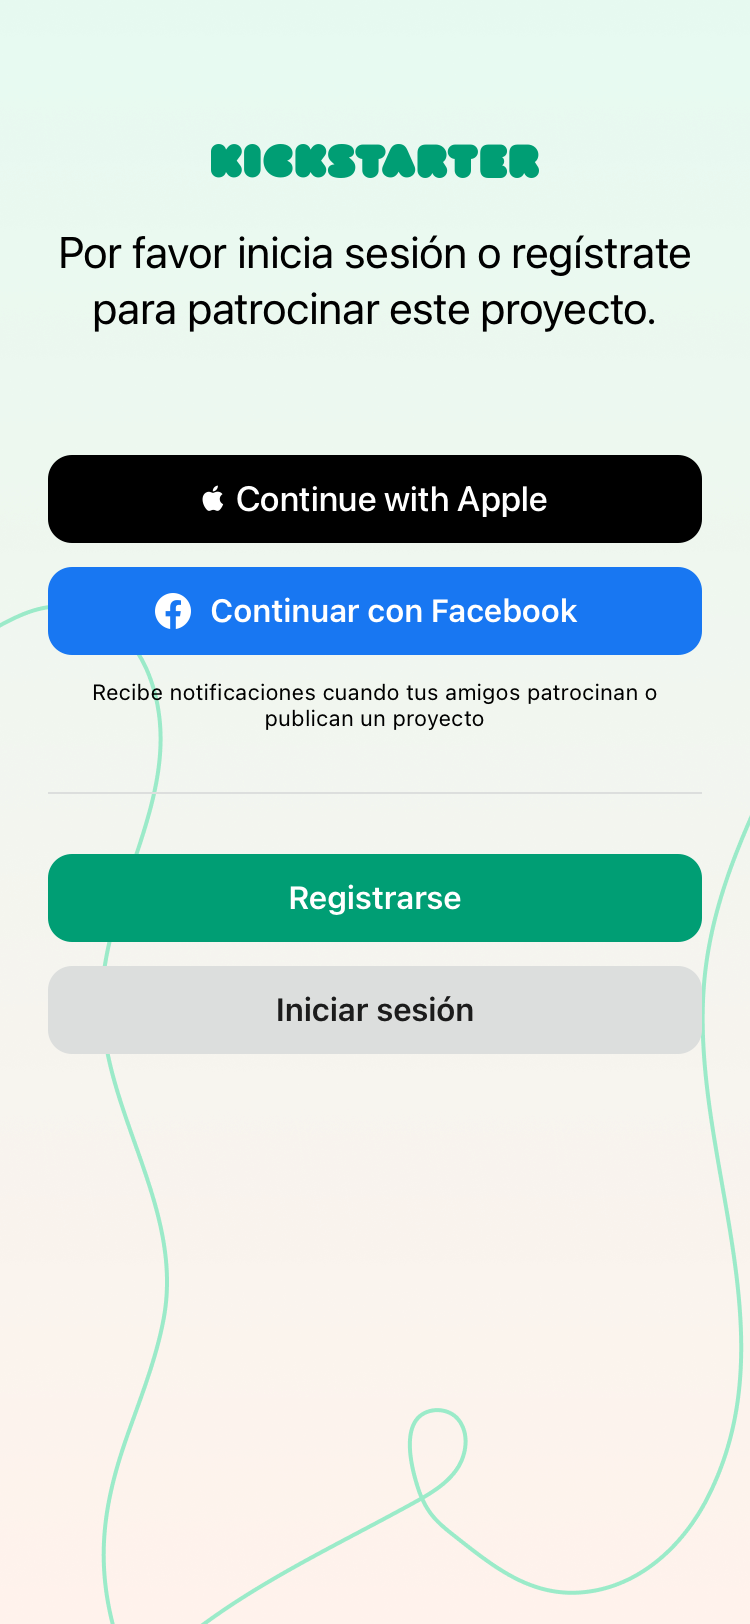 KICKSTARTER
Por favor inicia sesión o regístrate
para patrocinar este proyecto.
Continue with Apple
Continuar con Facebook
Recibe notificaciones cuando tus amigos patrocinan o
publican un proyecto
Registrarse
Iniciar sesión